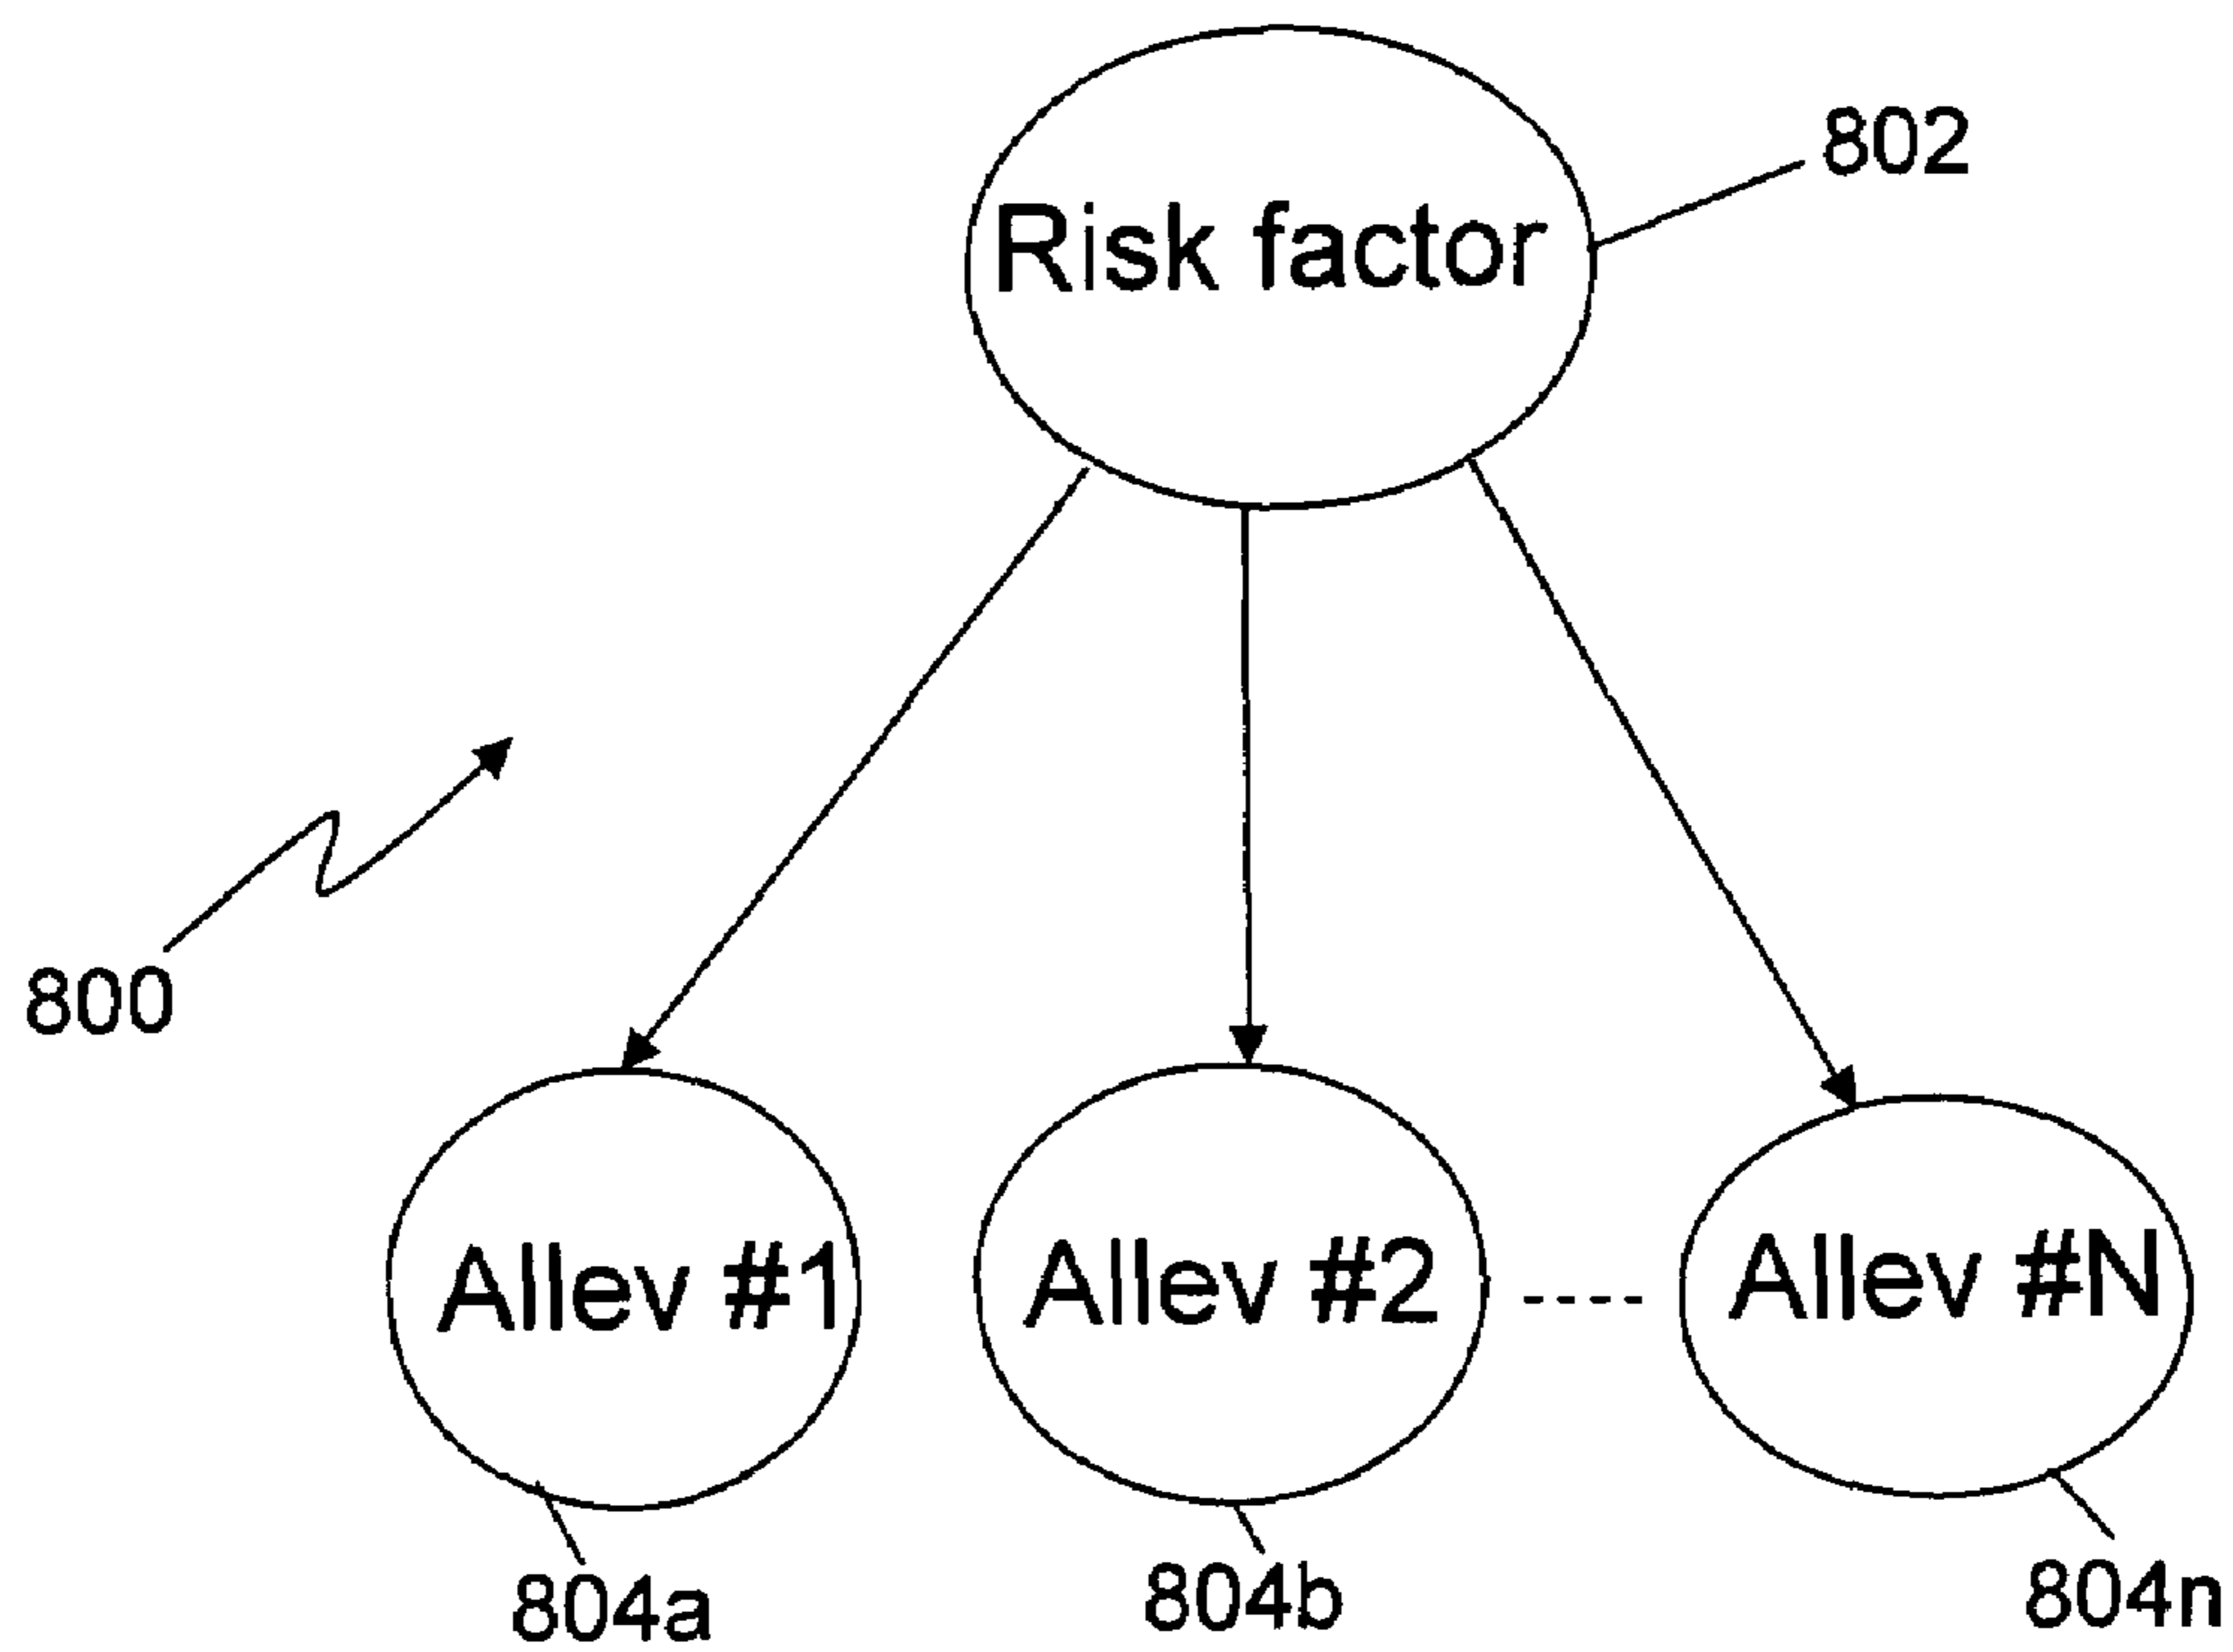 802
Risk factor
800
Allev #1
Allev #2
----
Allev #N
804a
804b
804n